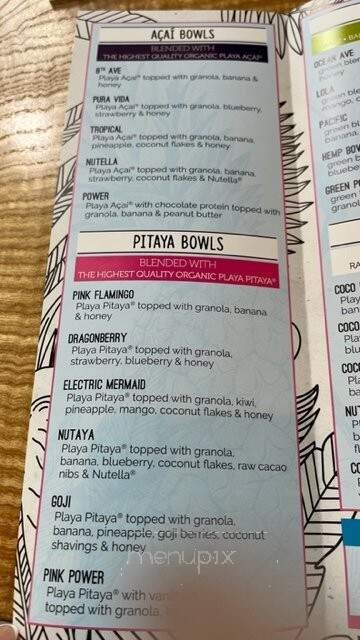 AÇAÍ BOWLS
BLENDED WITH
THE HIGHEST QUALITY ORGANIC PLAYA AÇAÍ®
8TH AVE
Playa Açaí® topped with granola, banana &
honey
PURA VIDA
Playa Açaí® topped with granola, blueberry,
strawberry & honey
TROPICAL
Playa Açaí® topped with granola, banana,
pineapple, coconut flakes & honey
NUTELLA
Playa Açaí® topped with granola, banana,
strawberry, coconut flakes & Nutella®
POWER
Playa Açaí® with chocolate protein topped with
granola, banana & peanut butter
PITAYA BOWLS
BLENDED WITH
THE HIGHEST QUALITY ORGANIC PLAYA PITAYA®
PINK FLAMINGO
Playa Pitaya® topped with granola, banana
& honey
DRAGONBERRY
Playa Pitaya® topped with granola,
strawberry, blueberry & honey
ELECTRIC MERMAID
Playa Pitaya® topped with granola, kiwi,
pineapple, mango, coconut flakes & honey
NUTAYA
Playa Pitaya® topped with granola,
banana, blueberry, coconut flakes, raw cacao
nibs & Nutella®
GOJI
Playa Pitaya® topped with granola,
banana, pineapple, goji berries, coconut
shavings & honey
menupix
PINK POWER
Playa Pitaya® with
topped with granola,
OCEAN AVE
LOLA
PACIFIC
HEMP
GREEN
COCO
COCO
COCO